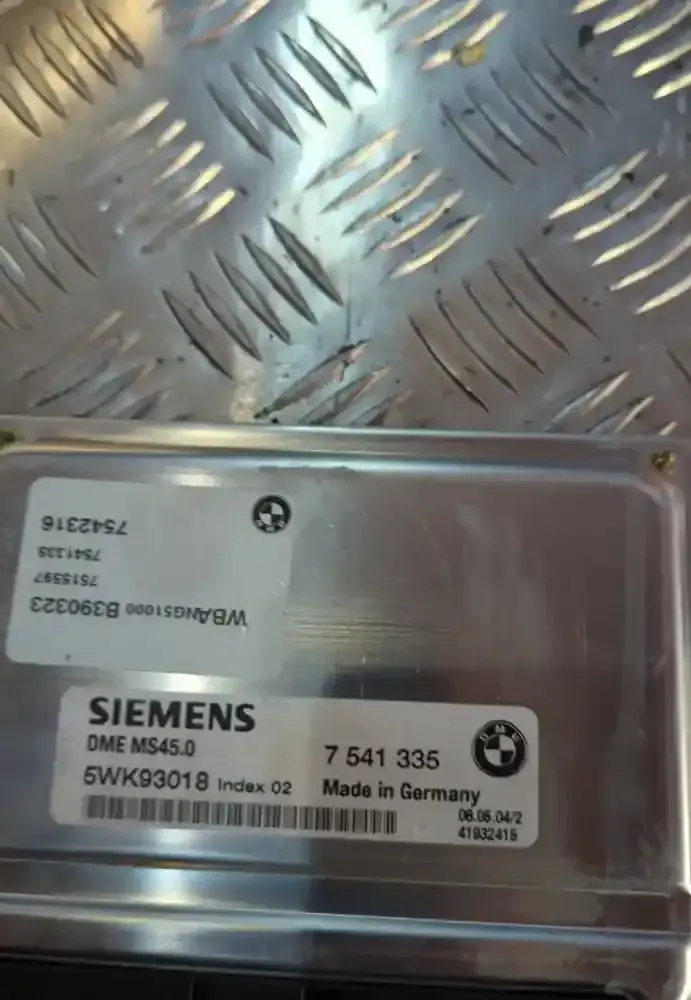 7542316
7541335
7515597
WBANG51000 B390323
SIEMENS
DME MS45.0
5WK93018 Index 02
7 541 335
Made in Germany
06.05.04/2
41932415
BMW